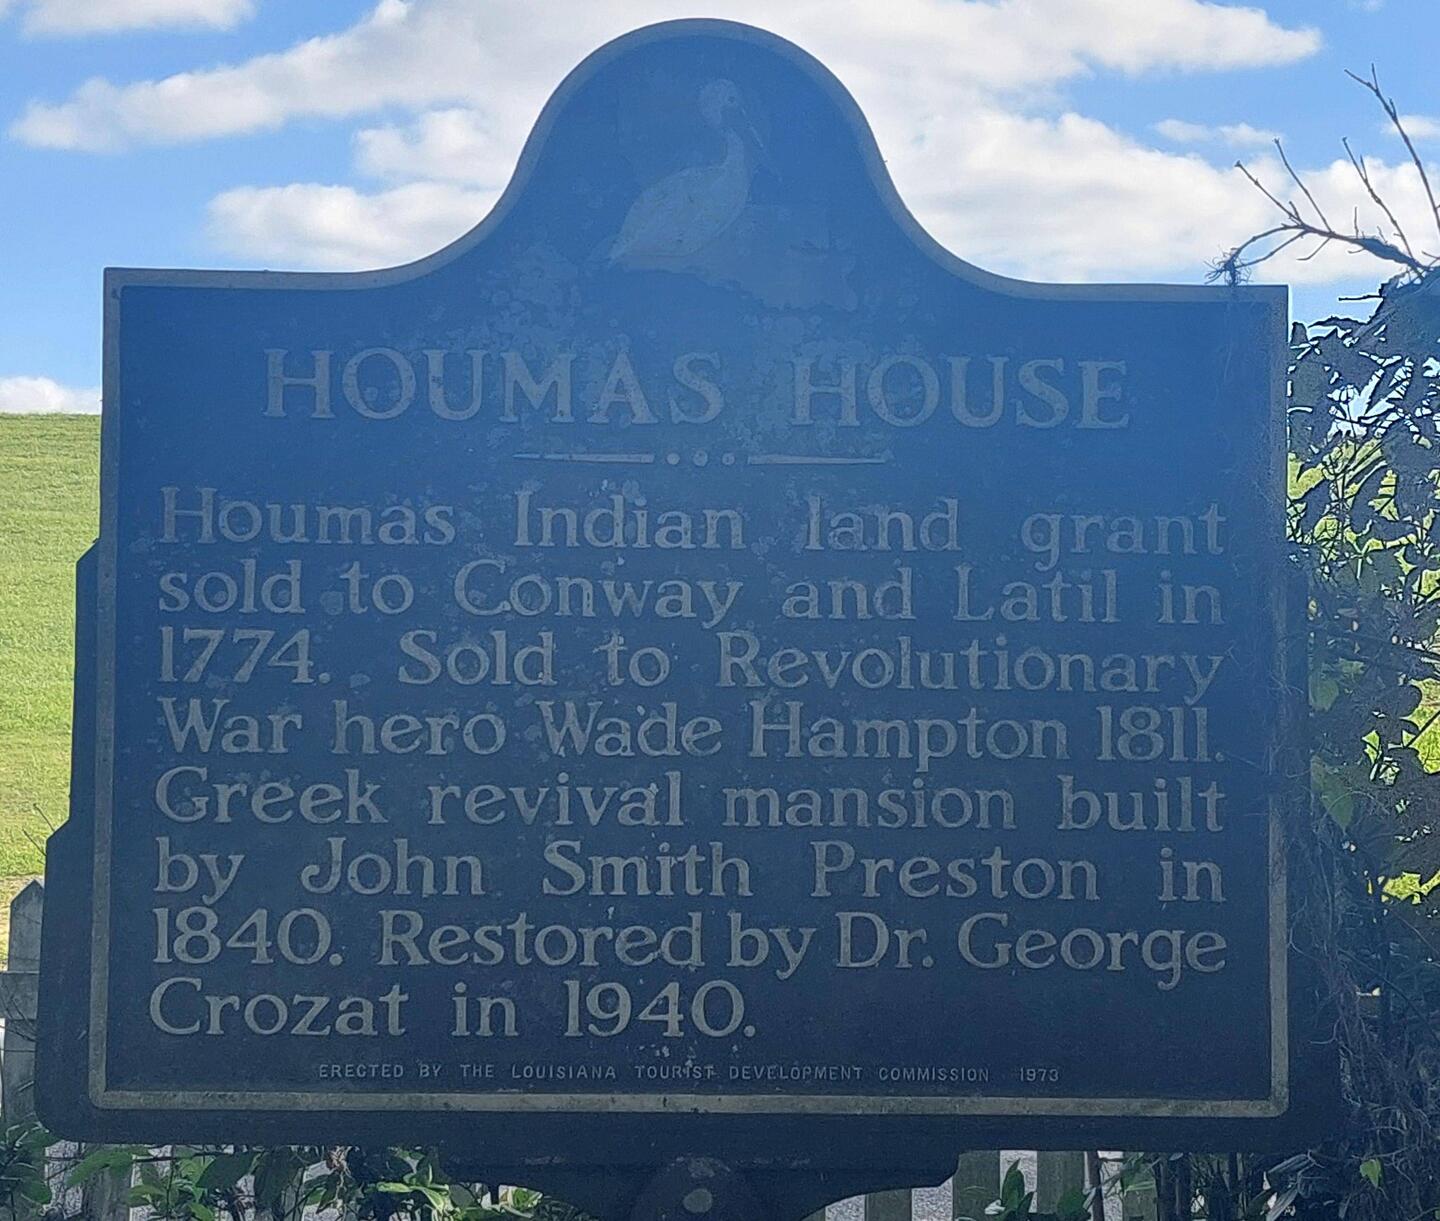 HOUMAS HOUSE
Houmas Indian land grant
sold to Conway and Latil in
1774. Sold to Revolutionary
War hero Wade Hampton 1811.
Greek revival mansion built
by John Smith Preston in
1840. Restored by Dr. George
Crozat in 1940.
ERECTED BY THE LOUISIANA TOURIST DEVELOPMENT COMMISSION 1973